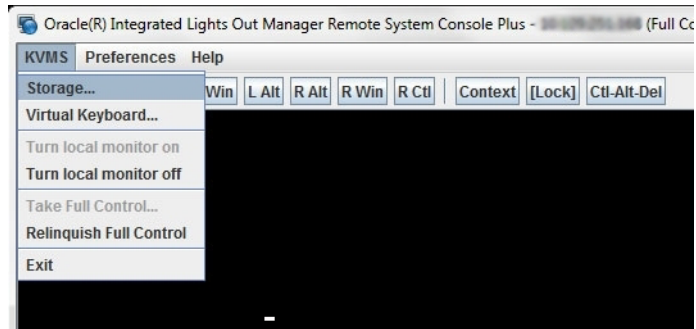 Oracle(R) Integrated Lights Out Manager Remote System Console Plus - (Full Co
KVMS Preferences Help
Win L Alt R Alt R Win R Ctl Context [Lock] Ctl-Alt-Del
Storage...
Virtual Keyboard...
Turn local monitor on
Turn local monitor off
Take Full Control...
Relinquish Full Control
Exit